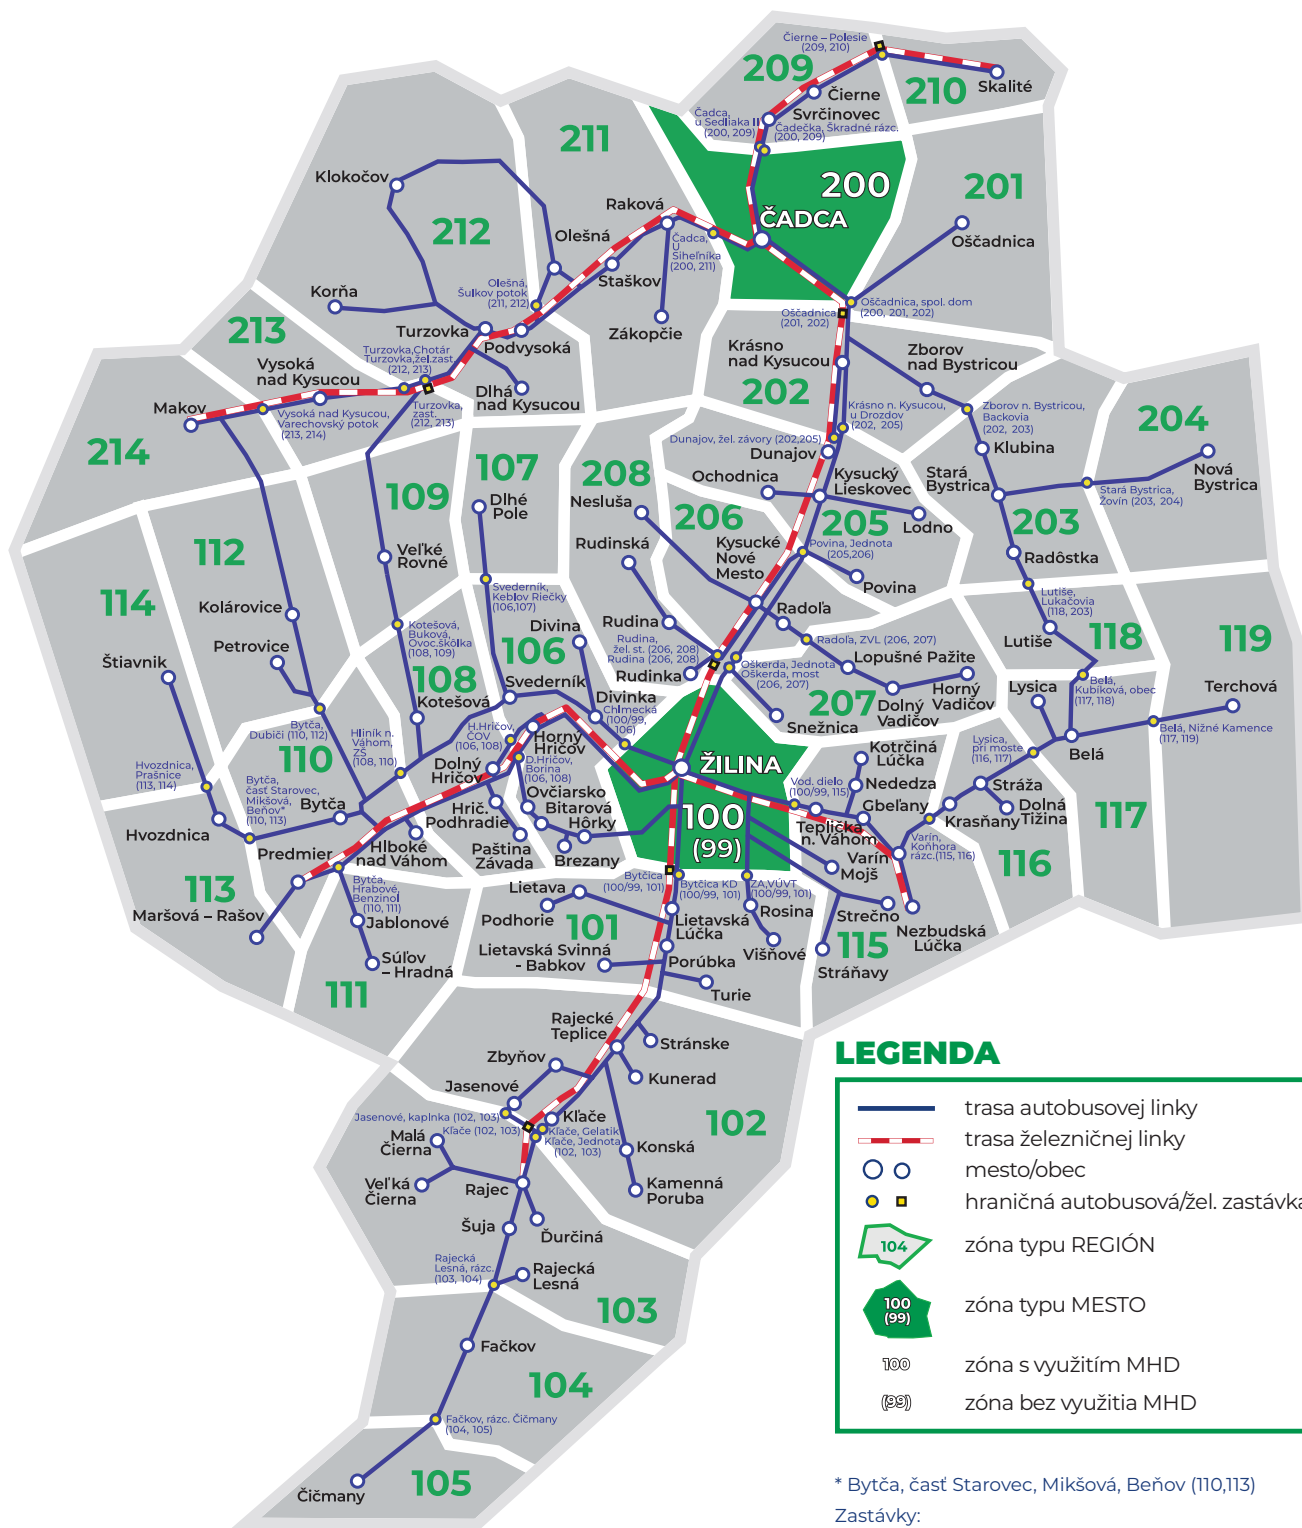 Čierne – Polesie
(209, 210)
209
210
Skalité
Čierne
Svrčinovec
Čadca,
u Sedliaka II
(200, 209)
Čadečka, Škradné rázc.
(200, 209)
211
200
ČADCA
201
Oščadnica
Klokočov
212
Raková
Olešná
Čadca,
U
Siheľníka
(200, 211)
Staškov
Olešná,
Šulkov potok
(211, 212)
Korňa
Zákopčie
Oščadnica, spol. dom
(200, 201, 202)
Oščadnica
(201, 202)
213
Turzovka
Podvysoká
Turzovka,Chotár
Turzovka,žel.zast.
(212, 213)
Vysoká
nad Kysucou
Dlhá
nad Kysucou
Krásno
nad Kysucou
Zborov
nad Bystricou
202
Makov
Vysoká nad Kysucou,
Varechovský potok
(213, 214)
Turzovka,
zast.
(212, 213)
Krásno n. Kysucou,
u Drozdov
(202, 205)
Zborov n. Bystricou,
Backovia
(202, 203)
204
214
Dunajov, žel. závory (202,205)
Dunajov
Klubina
107
208
Ochodnica
Kysucký
Lieskovec
Stará
Bystrica
Nová
Bystrica
Stará Bystrica,
Žovín (203, 204)
109
Dlhé
Pole
Nesluša
206
205
Lodno
203
112
Rudinská
Kysucké
Nové
Mesto
Povina, Jednota
(205,206)
Radôstka
Veľké
Rovné
Povina
114
Kolárovice
Svederník,
Keblov Riečky
(106,107)
Lutiše,
Lukačovia
(118, 203)
Petrovice
Kotešová,
Buková,
Ovoc.škôlka
(108, 109)
Divina
Rudina
Radoľa
Radoľa, ZVL (206, 207)
Lutiše
118
119
106
Rudina,
žel. st. (206, 208)
Rudina (206, 208)
Rudinka
Oškerda, Jednota
Oškerda, most
(206, 207)
Lopušné Pažite
Štiavnik
108
Kotešová
Svederník
Divinka
Chlmecká
(100/99,
106)
Snežnica
207
Dolný
Vadičov
Horný
Vadičov
Lysica
Belá,
Kubíková, obec
(117, 118)
Terchová
Bytča,
Dubiči (110, 112)
Hliník n.
Váhom,
ZŠ
(108, 110)
H.Hričov,
ČOV
(106, 108)
Horný
Hričov
Lysica,
pri moste
(116, 117)
Belá
Belá, Nižné Kamence
(117, 119)
110
Hvozdnica,
Prašnice
(113, 114)
Bytča,
časť Starovec,
Mikšová,
Beňov*
(110, 113)
Dolný
Hričov
D.Hričov,
Borina
(106, 108)
ŽILINA
Kotrčiná
Lúčka
Nededza
Stráža
Vod. dielo
(100/99, 115)
Gbeľany
Krasňany
Dolná
Tižina
117
Bytča
Hrič.
Podhradie
Ovčiarsko
Bitarová
Hôrky
100
(99)
Teplička
n. Váhom
Hvozdnica
Predmier
Hlboké
nad Váhom
Paština
Závada
Brezany
Varín
Mojš
Varín,
Koňhora
rázc.(115, 116)
116
113
Maršová – Rašov
Bytča,
Hrabové,
Benzinol
(110, 111)
Jablonové
Bytčica
(100/99, 101)
Bytčica KD
(100/99, 101)
ZA,VÚVT
(100/99, 101)
Lietava
Podhorie
101
Lietavská
Lúčka
Rosina
Strečno
Nezbudská
Lúčka
Súľov
– Hradná
Lietavská Svinná
- Babkov
Porúbka
Višňové
115
Stráňavy
111
Turie
Rajecké
Teplice
Stránske
Zbyňov
Kunerad
Jasenové
Jasenové, kaplnka (102, 103)
Kľače (102, 103)
Kľače
Kľače, Gelatik
Kľače, Jednota
(102, 103)
102
Malá
Čierna
Konská
Veľká
Čierna
Rajec
Kamenná
Poruba
Šuja
Ďurčiná
Rajecká
Lesná, rázc.
(103, 104)
Rajecká
Lesná
103
Fačkov
104
Fačkov, rázc. Čičmany
(104, 105)
105
Čičmany
LEGENDA
trasa autobusovej linky
trasa železničnej linky
mesto/obec
hraničná autobusová/žel. zastávka
104 zóna typu REGIÓN
100
(99)
zóna typu MESTO
100 zóna s využitím MHD
(99) zóna bez využitia MHD
* Bytča, časť Starovec, Mikšová, Beňov (110,113)
Zastávky: